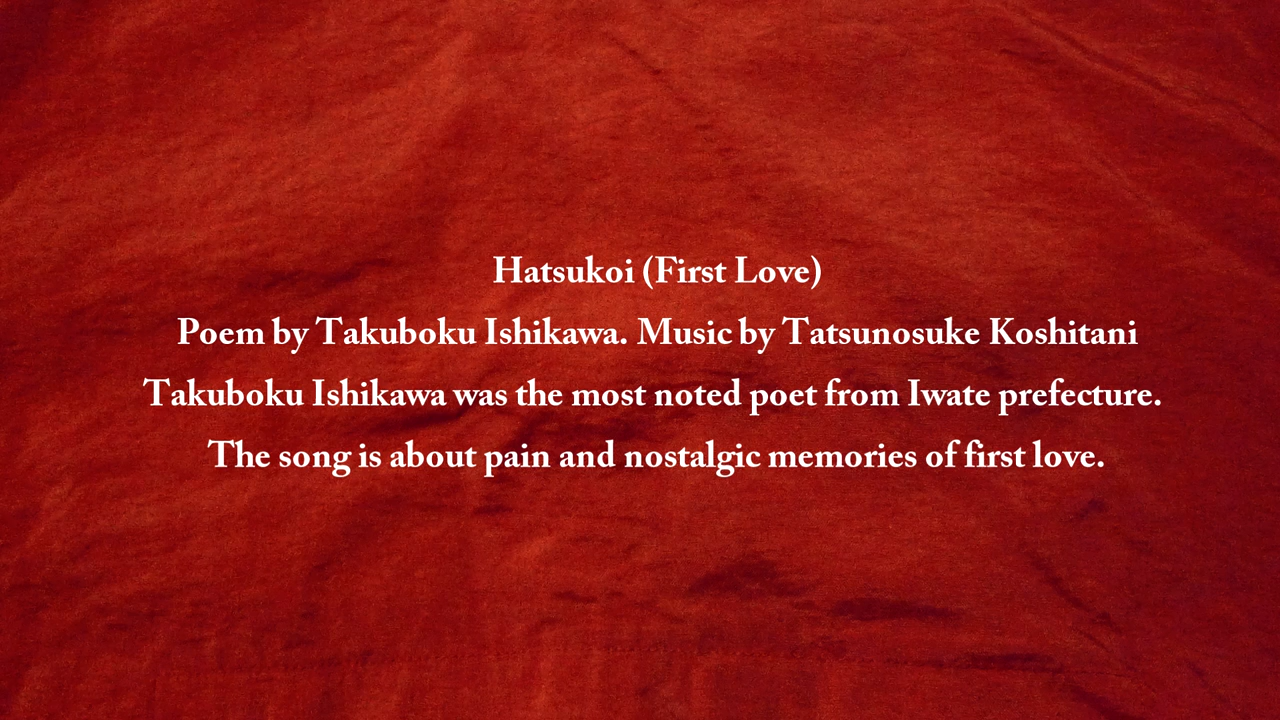 Hatsukoi (First Love)
Poem by Takuboku Ishikawa. Music by Tatsunosuke Koshitani
Takuboku Ishikawa was the most noted poet from Iwate prefecture.
The song is about pain and nostalgic memories of first love.